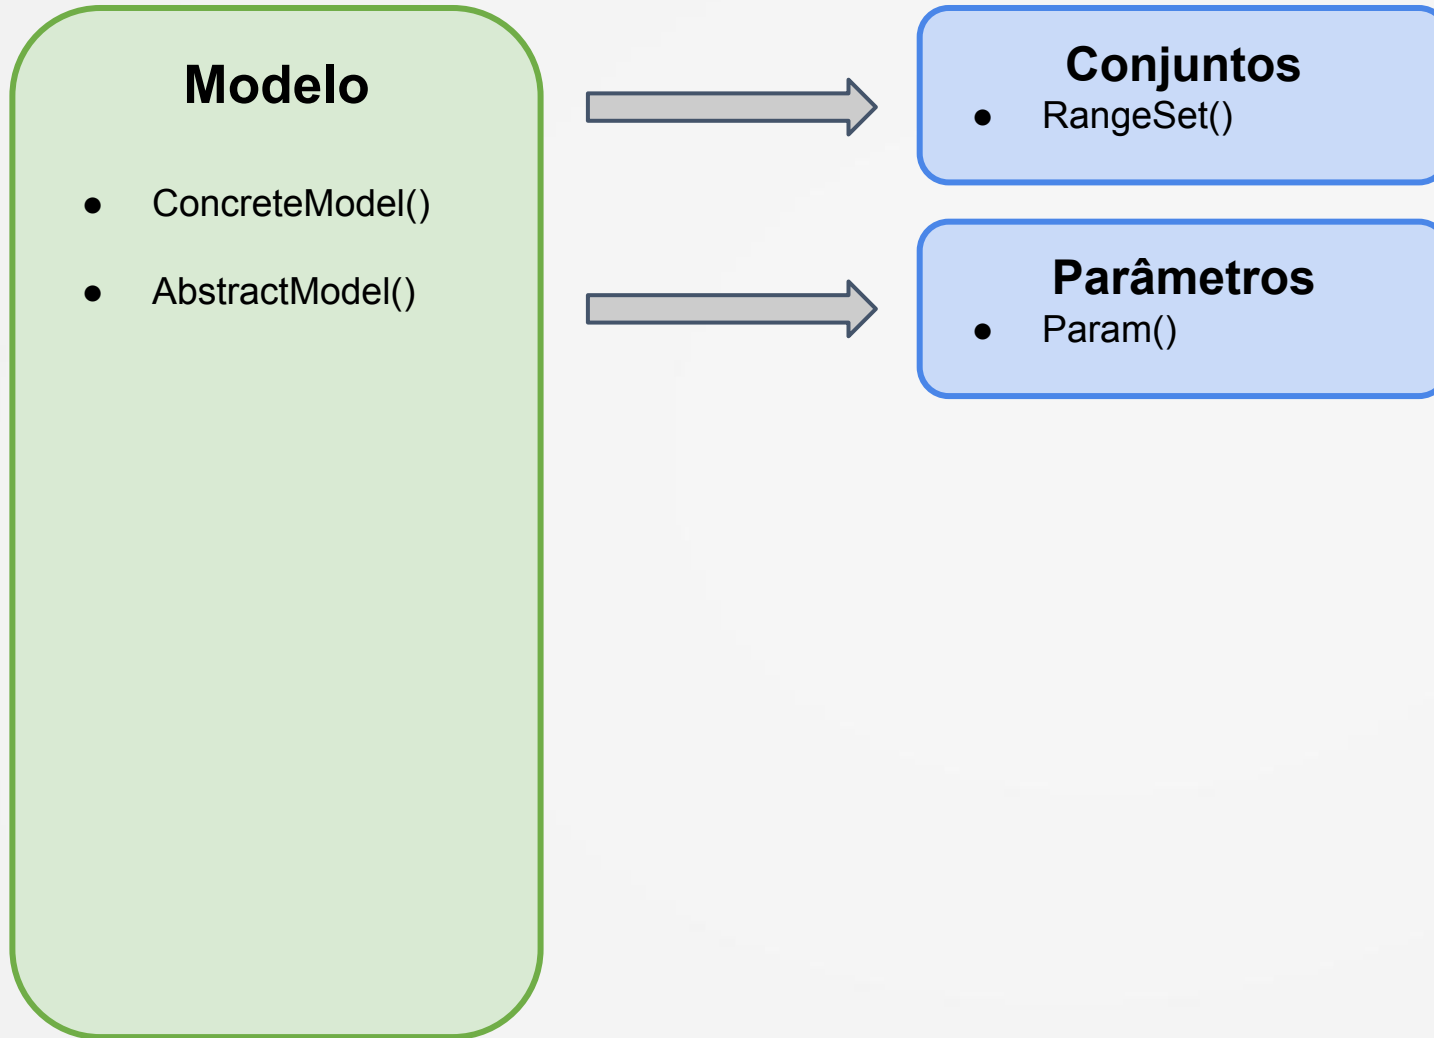 Modelo
● ConcreteModel()
● AbstractModel()
Conjuntos
● RangeSet()
Parâmetros
● Param()